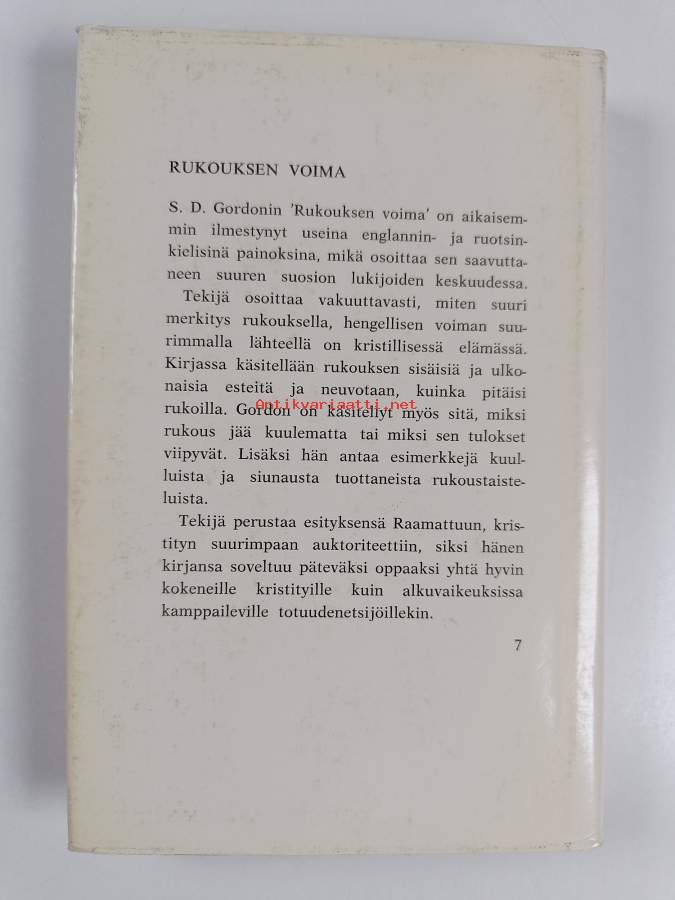 RUKOUKSEN VOIMA
S. D. Gordonin 'Rukouksen voima' on aikaisem-
min ilmestynyt useina englannin- ja ruotsin-
kielisinä painoksina, mikä osoittaa sen saavutta-
neen suuren suosion lukijoiden keskuudessa.
Tekijä osoittaa vakuuttavasti, miten suuri
merkitys rukouksella, hengellisen voiman suu-
rimmalla lähteellä on kristillisessä elämässä.
Kirjassa käsitellään rukouksen sisäisiä ja ulko-
naisia esteitä ja neuvotaan, kuinka pitäisi
Antikvariaatti.net
rukoilla. Gordon on käsitellyt myös sitä, miksi
rukous jää kuulematta tai miksi sen tulokset
viipyvät. Lisäksi hän antaa esimerkkejä kuul-
luista ja siunausta tuottaneista rukoustaiste-
luista.
Tekijä perustaa esityksensä Raamattuun, kris-
tityn suurimpaan auktoriteettiin, siksi hänen
kirjansa soveltuu päteväksi oppaaksi yhtä hyvin
kokeneille kristityille kuin alkuvaikeuksissa
kamppaileville totuudenetsijöillekin.
7